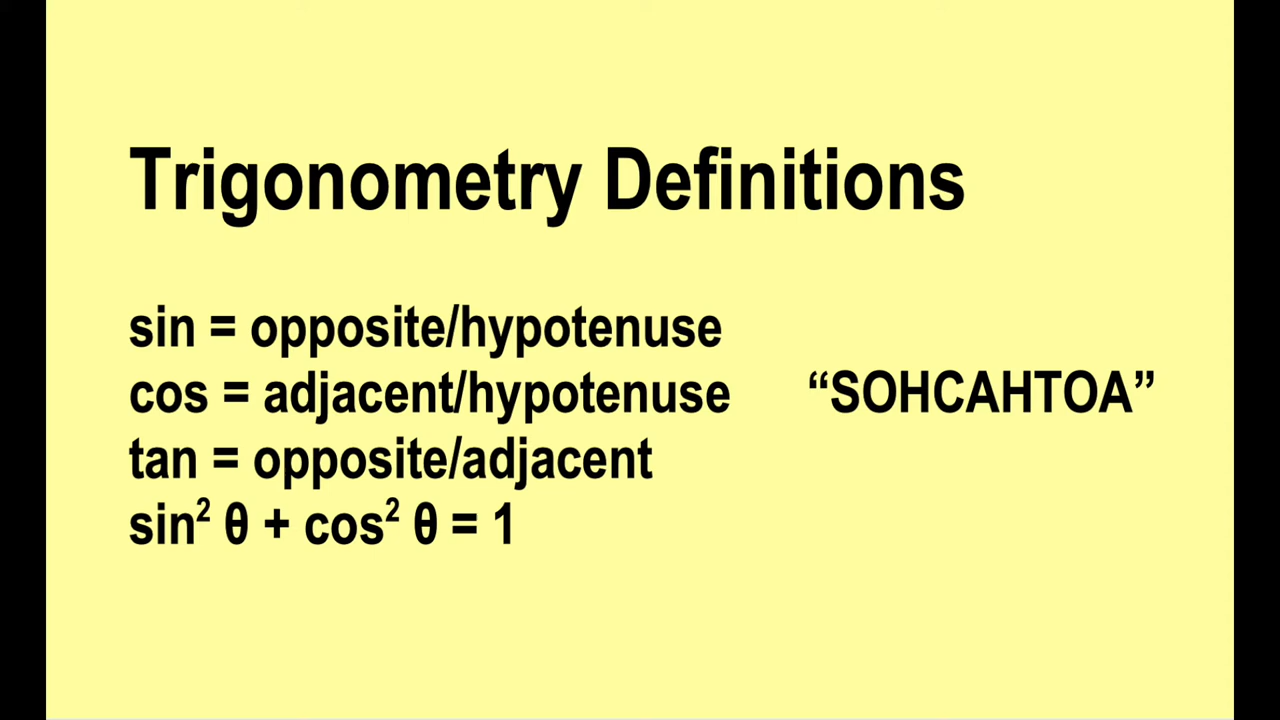 Trigonometry Definitions
sin = opposite/hypotenuse
cos = adjacent/hypotenuse “SOHCAHTOA”
tan = opposite/adjacent
sin² θ + cos² θ = 1